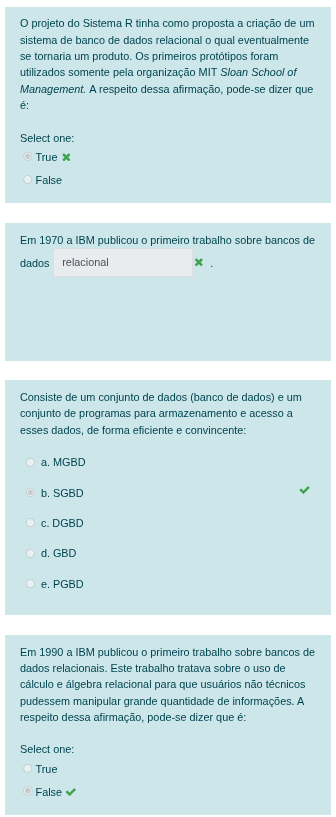 O projeto do Sistema R tinha como proposta a criação de um
sistema de banco de dados relacional o qual eventualmente
se tornaria um produto. Os primeiros protótipos foram
utilizados somente pela organização MIT Sloan School of
Management. A respeito dessa afirmação, pode-se dizer que
é:
Select one:
True
False
Em 1970 a IBM publicou o primeiro trabalho sobre bancos de
dados relacional .
Consiste de um conjunto de dados (banco de dados) e um
conjunto de programas para armazenamento e acesso a
esses dados, de forma eficiente e convincente:
a. MGBD
b. SGBD
c. DGBD
d. GBD
e. PGBD
Em 1990 a IBM publicou o primeiro trabalho sobre bancos de
dados relacionais. Este trabalho tratava sobre o uso de
cálculo e álgebra relacional para que usuários não técnicos
pudessem manipular grande quantidade de informações. A
respeito dessa afirmação, pode-se dizer que é:
Select one:
True
False